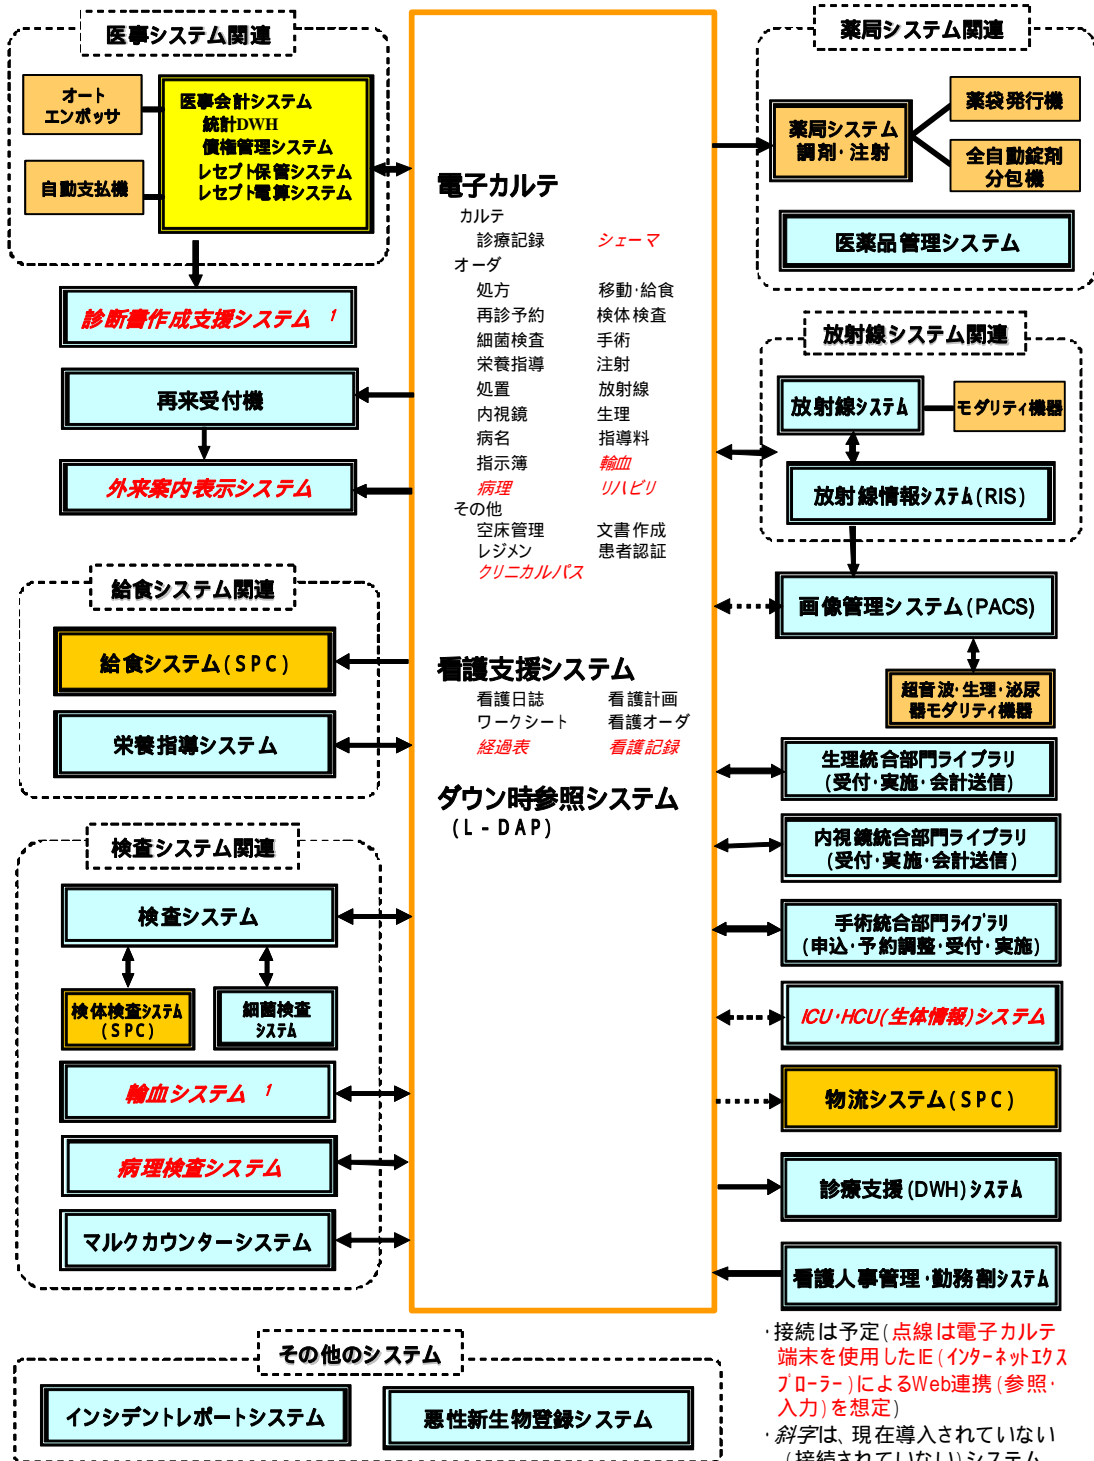 医事システム関連
オート
エンボッサ
自動支払機
医事会計システム
統計DWH
債権管理システム
レセプト保管システム
レセプト電算システム
診断書作成支援システム 1
再来受付機
外来案内表示システム
給食システム関連
給食システム(SPC)
栄養指導システム
検査システム関連
検査システム
検体検査システム
(SPC)
細菌検査
システム
輸血システム 1
病理検査システム
マルクカウンターシステム
電子カルテ
カルテ
診療記録 シェーマ
オーダ
処方 移動・給食
再診予約 検体検査
細菌検査 手術
栄養指導 注射
処置 放射線
内視鏡 生理
病名 指導料
指示簿 輸血
病理 リハビリ
その他
空床管理 文書作成
レジメン 患者認証
クリニカルパス
看護支援システム
看護日誌 看護計画
ワークシート 看護オーダ
経過表 看護記録
ダウン時参照システム
(L-DAP)
薬局システム関連
薬局システム
調剤・注射
薬袋発行機
全自動錠剤
分包機
医薬品管理システム
放射線システム関連
放射線システム
モダリティ機器
放射線情報システム(RIS)
画像管理システム(PACS)
超音波・生理・泌尿
器モダリティ機器
生理統合部門ライブラリ
(受付・実施・会計送信)
内視鏡統合部門ライブラリ
(受付・実施・会計送信)
手術統合部門ライブラリ
(申込・予約調整・受付・実施)
ICU・HCU(生体情報)システム
物流システム(SPC)
診療支援(DWH)システム
看護人事管理・勤務割システム
・接続は予定(点線は電子カルテ
端末を使用したIE(インターネットエクス
プローラー)によるWeb連携(参照・
入力)を想定)
・斜字は、現在導入されていない
(接続されていない)システム
その他のシステム
インシデントレポートシステム
悪性新生物登録システム